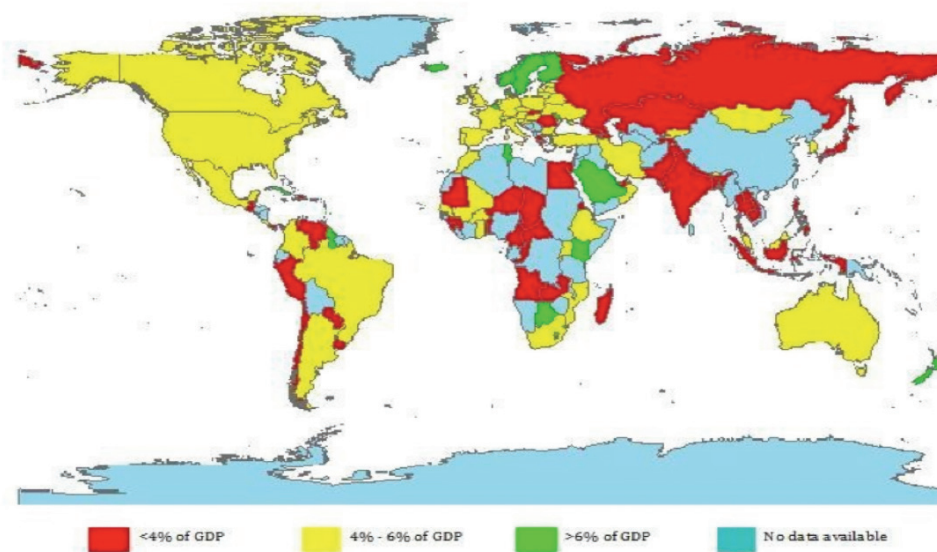 <4% of GDP
4% - 6% of GDP
>6% of GDP
No data available